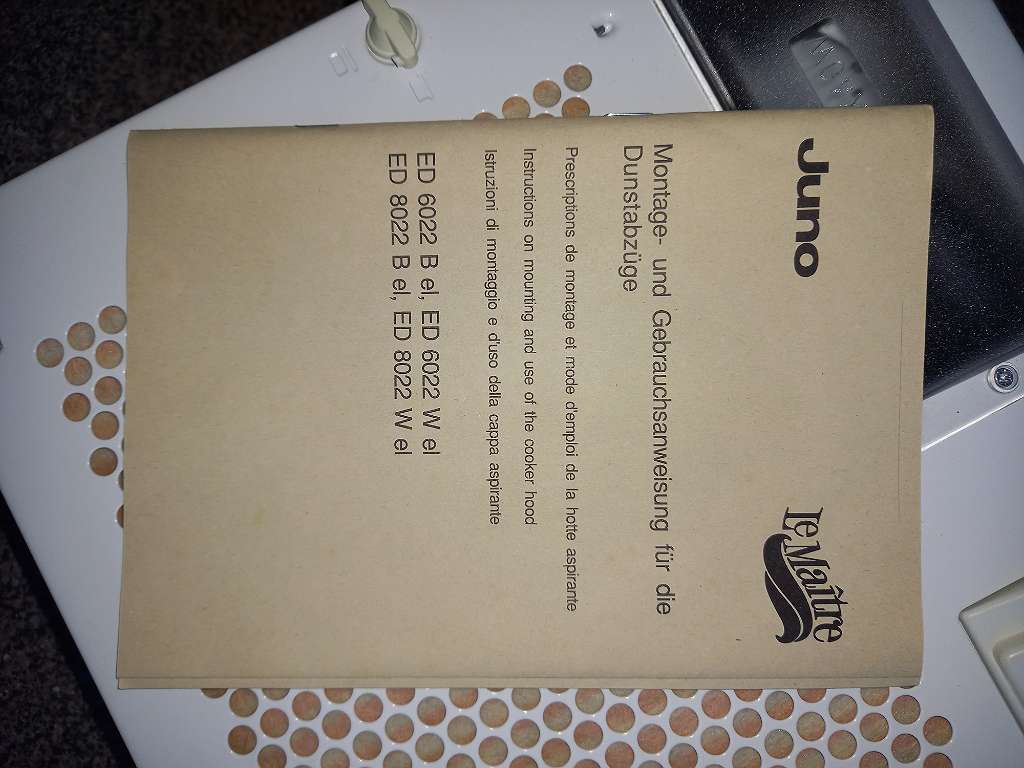 Juno
le Maître
Montage- und Gebrauchsanweisung für die
Dunstabzüge
Prescriptions de montage et mode d'emploi de la hotte aspirante
Instructions on mounting and use of the cooker hood
Istruzioni di montaggio e d'uso della cappa aspirante
ED 6022 B el, ED 6022 W el
ED 8022 B el, ED 8022 W el